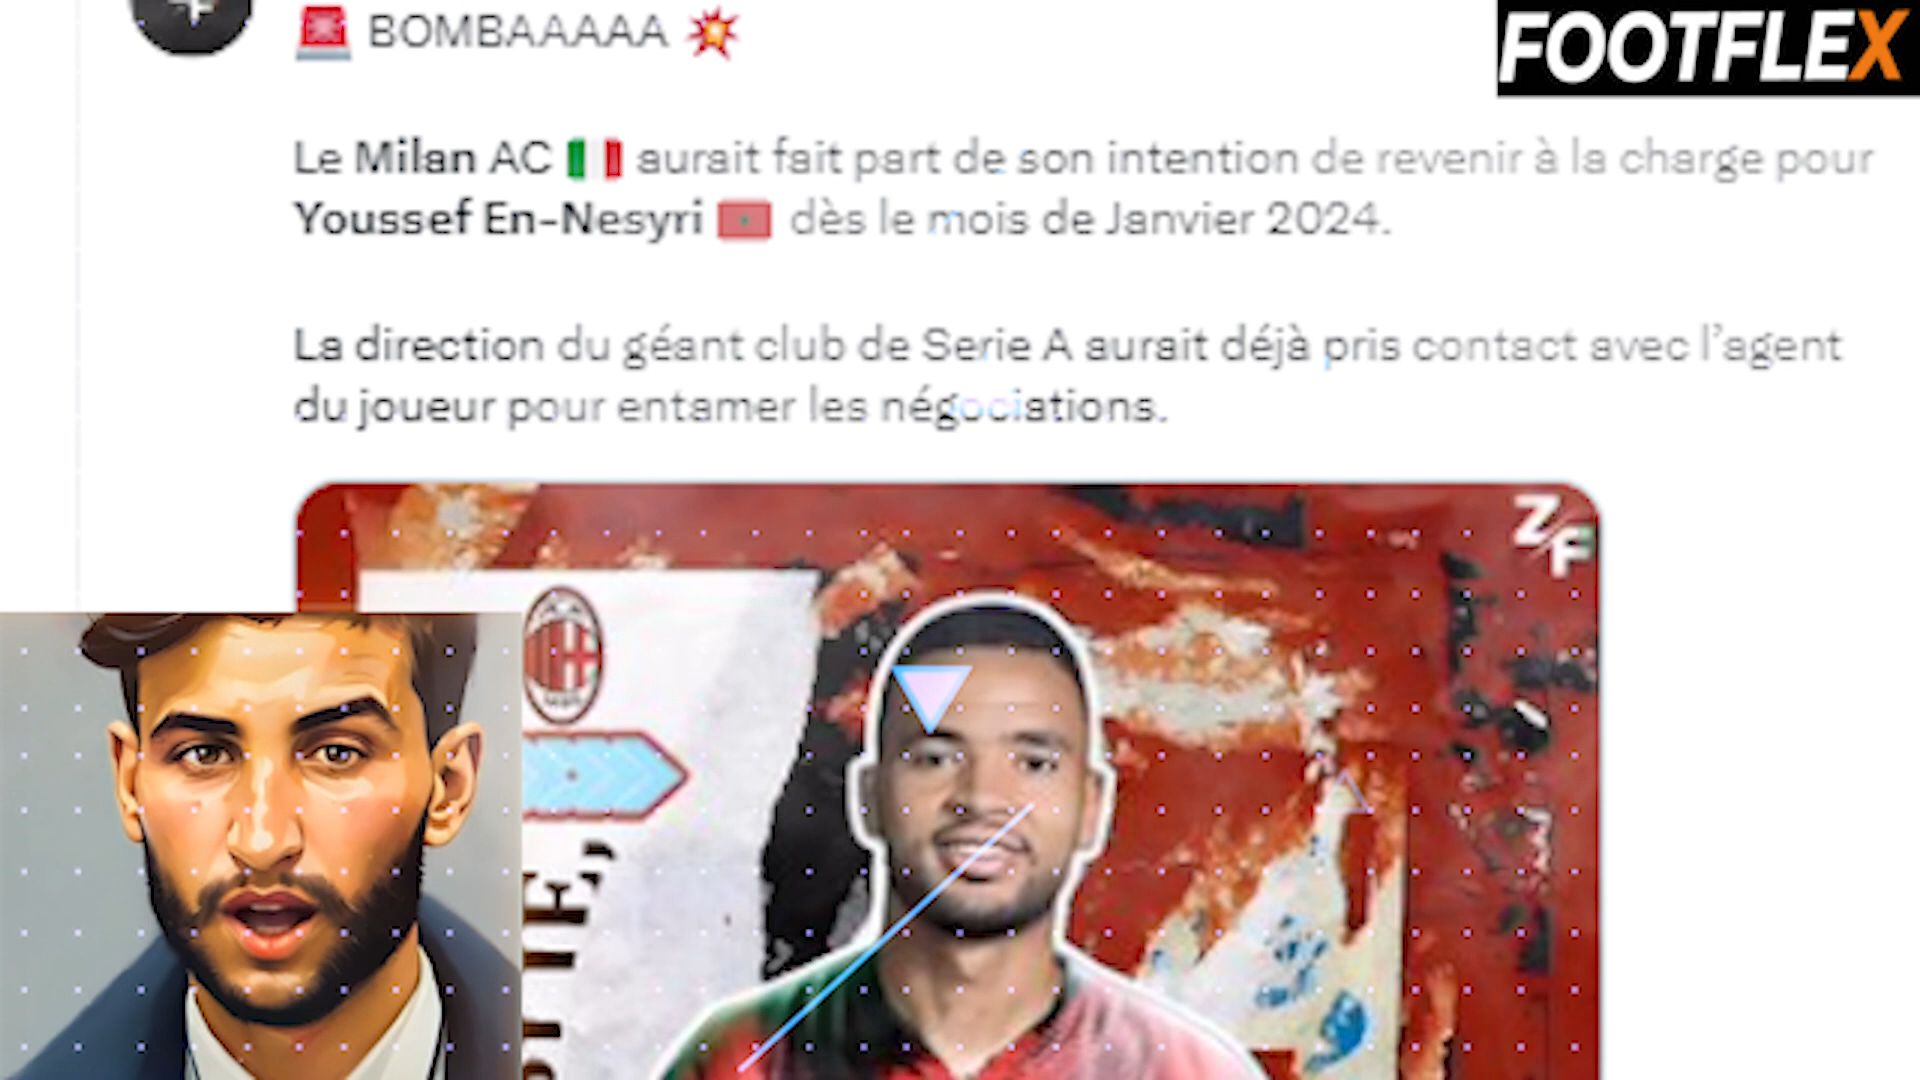 BOMBAAAAA
FOOTFLEX
Le Milan AC aurait fait part de son intention de revenir à la charge pour
Youssef En-Nesyri dès le mois de Janvier 2024.
La direction du géant club de Serie A aurait déjà pris contact avec l’agent
du joueur pour entamer les négociations.
ZF